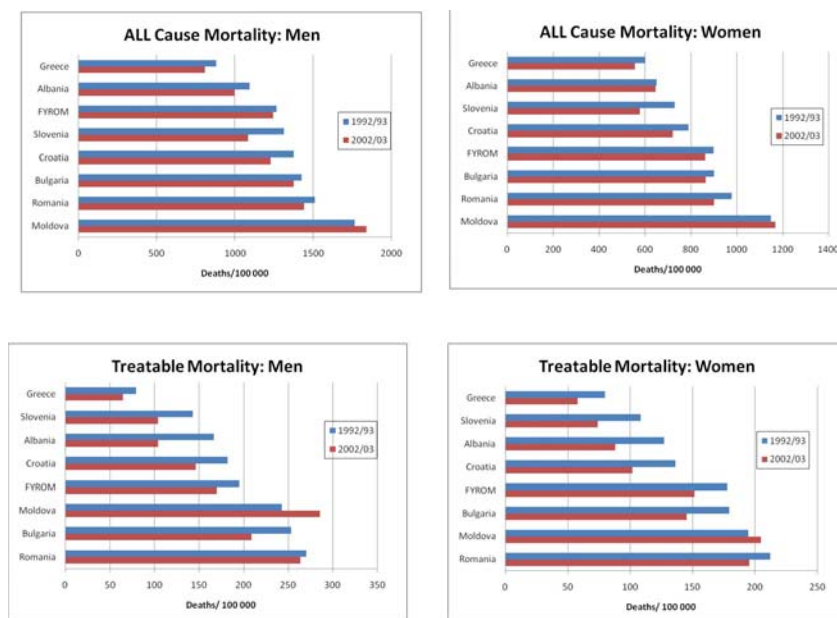 ALL Cause Mortality: Men
Greece
Albania
FYROM
Slovenia
Croatia
Bulgaria
Romania
Moldova
1992/93
2002/03
0 500 1000 1500 2000
Deaths/100 000
ALL Cause Mortality: Women
Greece
Albania
Slovenia
Croatia
FYROM
Bulgaria
Romania
Moldova
1992/93
2002/03
0 200 400 600 800 1000 1200 1400
Deaths/100 000
Treatable Mortality: Men
Greece
Slovenia
Albania
Croatia
FYROM
Moldova
Bulgaria
Romania
1992/93
2002/03
0 50 100 150 200 250 300 350
Deaths/ 100 000
Treatable Mortality: Women
Greece
Slovenia
Albania
Croatia
FYROM
Bulgaria
Moldova
Romania
1992/93
2002/03
0 50 100 150 200 250
Deaths/ 100 000